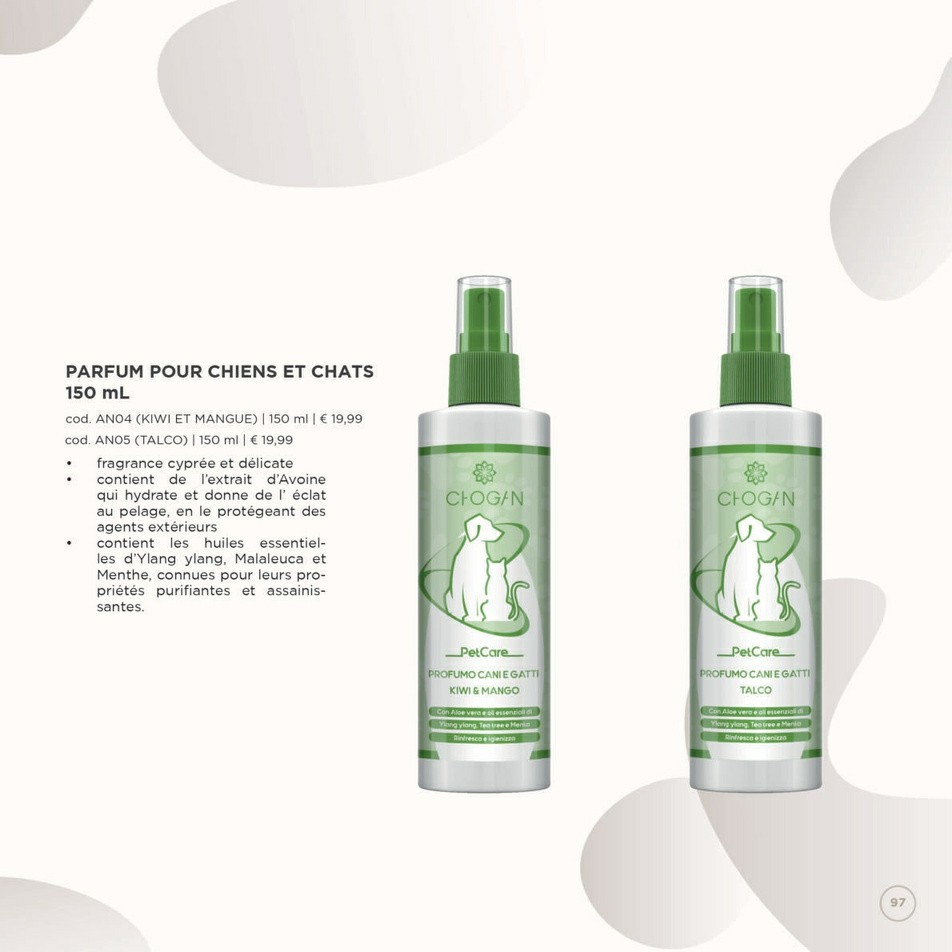 PARFUM POUR CHIENS ET CHATS
150 mL
cod. AN04 (KIWI ET MANGUE) | 150 ml | € 19,99
cod. AN05 (TALCO) | 150 ml | € 19,99
• fragrance cyprée et délicate
• contient de l’extrait d’Avoine
qui hydrate et donne de l’ éclat
au pelage, en le protégeant des
agents extérieurs
• contient les huiles essentiel-
les d’Ylang ylang, Malaleuca et
Menthe, connues pour leurs pro-
priétés purifiantes et assainis-
santes.
CHOGAN
PetCare
PROFUMO CANI E GATTI
KIWI & MANGO
Con Aloe vera e oli essenziali di
Ylang ylang, Tea tree e Menta
Rinfresca e igienizza
CHOGAN
PetCare
PROFUMO CANI E GATTI
TALCO
Con Aloe vera e oli essenziali di
Ylang ylang, Tea tree e Menta
Rinfresca e igienizza
97